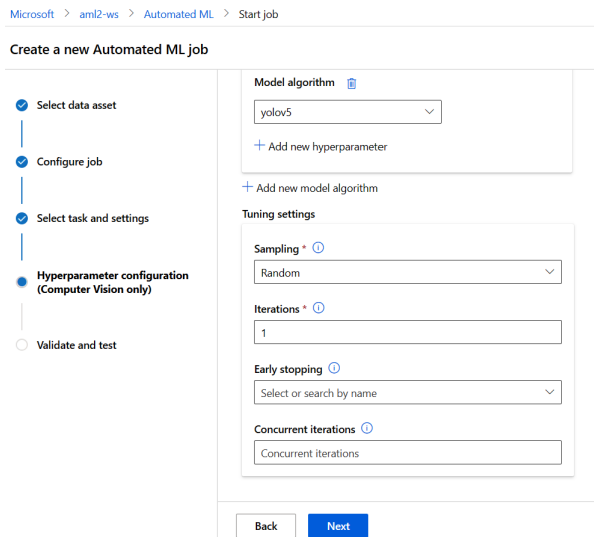 Microsoft > aml2-ws > Automated ML > Start job
Create a new Automated ML job
Select data asset
Configure job
Select task and settings
Hyperparameter configuration
(Computer Vision only)
Validate and test
Model algorithm
yolov5
+ Add new hyperparameter
+ Add new model algorithm
Tuning settings
Sampling *
Random
Iterations *
1
Early stopping
Select or search by name
Concurrent iterations
Concurrent iterations
Back Next